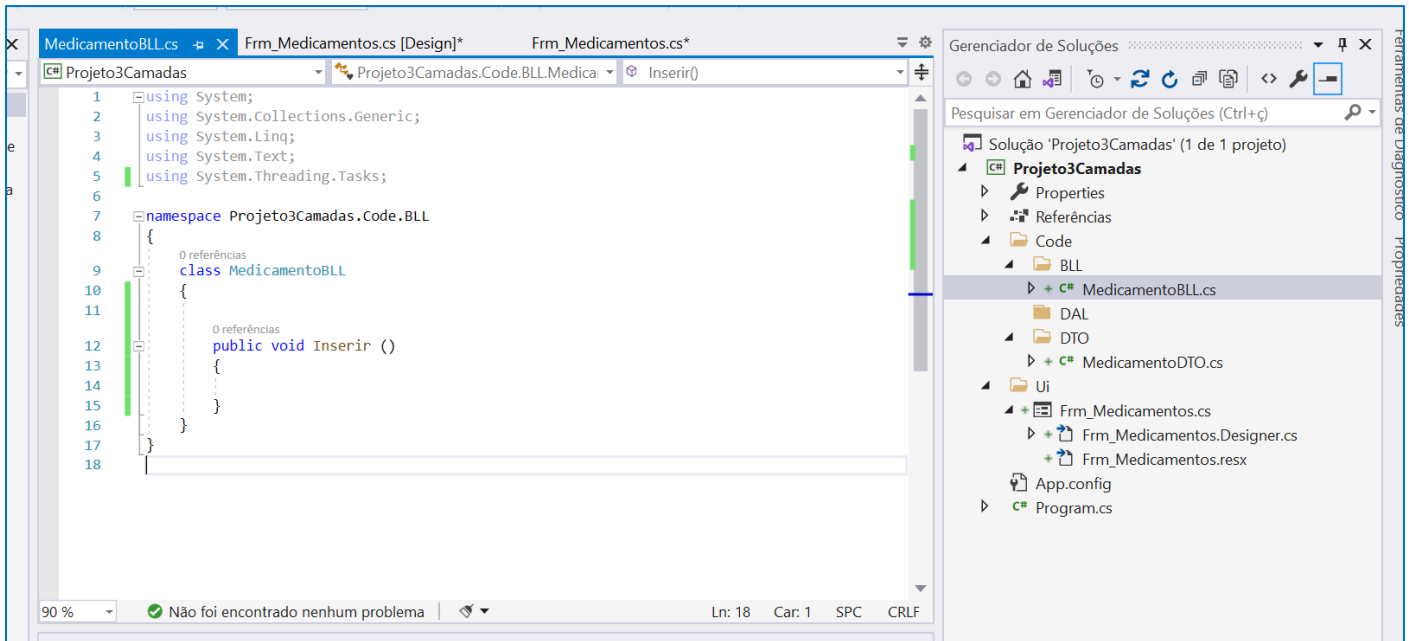 MedicamentoBLL.cs
Frm_Medicamentos.cs [Design]*
Frm_Medicamentos.cs*
Projeto3Camadas
Projeto3Camadas.Code.BLL.Medica
Inserir()
1 using System;
2 using System.Collections.Generic;
3 using System.Linq;
4 using System.Text;
5 using System.Threading.Tasks;
6
7 namespace Projeto3Camadas.Code.BLL
8 {
0 referências
9 class MedicamentoBLL
10 {
11
0 referências
12 public void Inserir ()
13 {
14
15 }
16 }
17 }
18
90 %
Não foi encontrado nenhum problema
Ln: 18 Car: 1 SPC CRLF
Gerenciador de Soluções
Pesquisar em Gerenciador de Soluções (Ctrl+ç)
Solução 'Projeto3Camadas' (1 de 1 projeto)
C# Projeto3Camadas
Properties
Referências
Code
BLL
C# MedicamentoBLL.cs
DAL
DTO
C# MedicamentoDTO.cs
Ui
Frm_Medicamentos.cs
Frm_Medicamentos.Designer.cs
Frm_Medicamentos.resx
App.config
C# Program.cs
Ferramentas de Diagnóstico
Propriedades